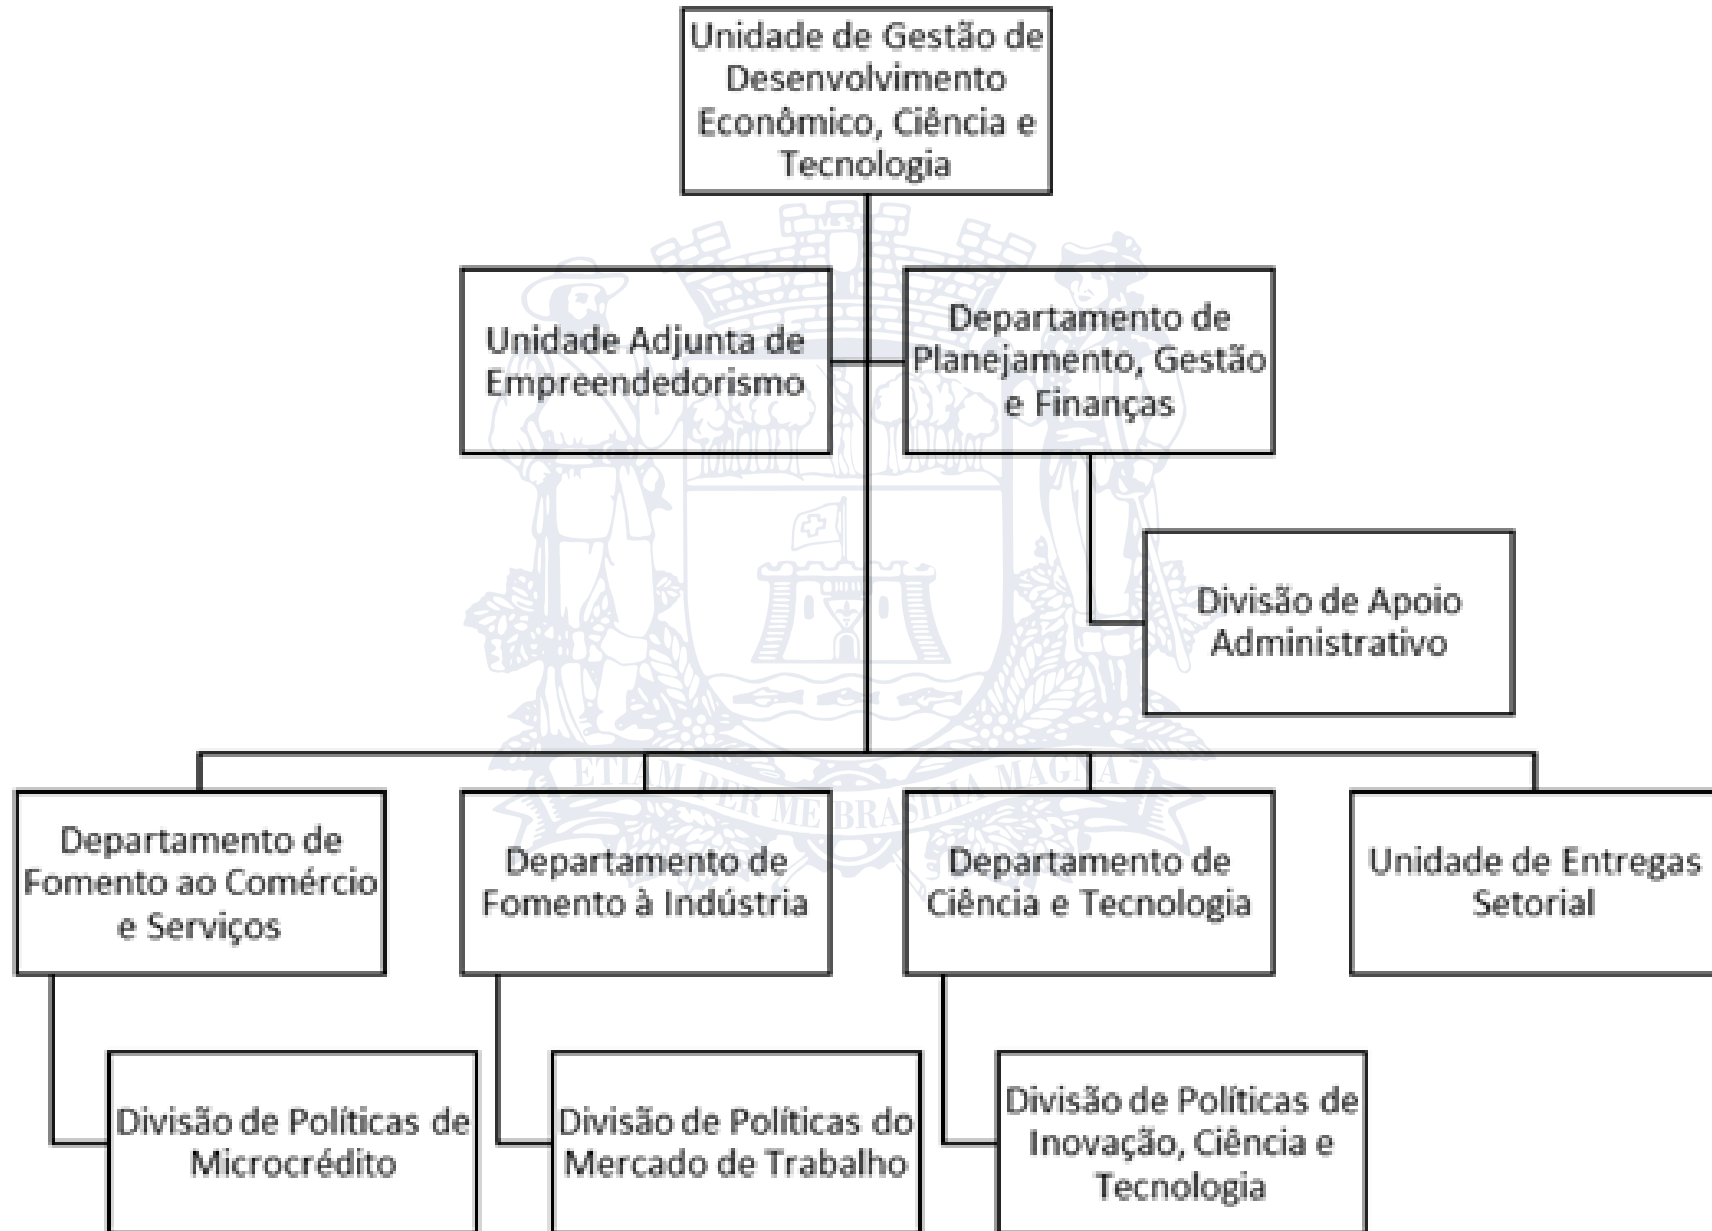 Unidade de Gestão de
Desenvolvimento
Econômico, Ciência e
Tecnologia
Unidade Adjunta de
Empreendedorismo
Departamento de
Planejamento, Gestão
e Finanças
Divisão de Apoio
Administrativo
ETIAM PER ME BRASILIA MAGNA
Departamento de
Fomento ao Comércio
e Serviços
Departamento de
Fomento à Indústria
Departamento de
Ciência e Tecnologia
Unidade de Entregas
Setorial
Divisão de Políticas de
Microcrédito
Divisão de Políticas do
Mercado de Trabalho
Divisão de Políticas de
Inovação, Ciência e
Tecnologia